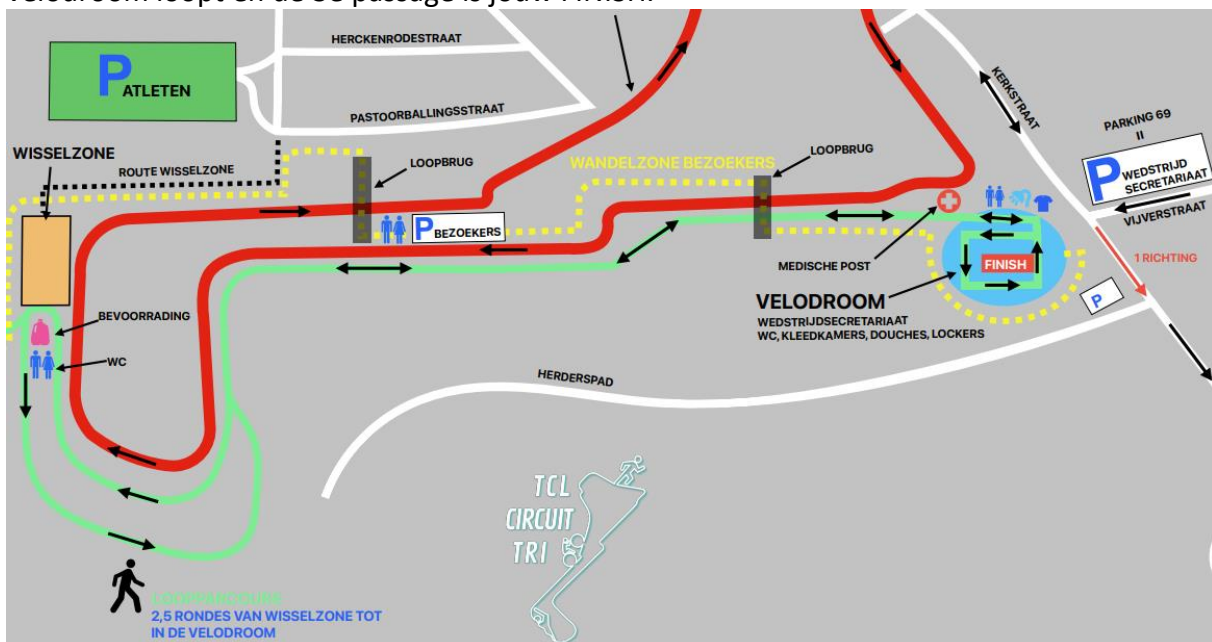 velodroom loopt en de 3e passage is jouw FINISH.
HERCKENRODESTRAAT
P ATLETEN
PASTOORBALLINGSSTRAAT
KERKSTRAAT
PARKING 69
II
P WEDSTRIJD
SECRETARIAAT
VIJVERSTRAAT
WISSELZONE
ROUTE WISSELZONE
LOOPBRUG
WANDELZONE BEZOEKERS
LOOPBRUG
P BEZOEKERS
MEDISCHE POST
FINISH
1 RICHTING
VELODROOM
WEDSTRIJDSECRETARIAAT
WC, KLEEDKAMERS, DOUCHES, LOCKERS
P
BEVOORRADING
WC
HERDERSPAD
TCL
CIRCUIT
TRI
LOOPPARCOURS
2,5 RONDES VAN WISSELZONE TOT
IN DE VELODROOM